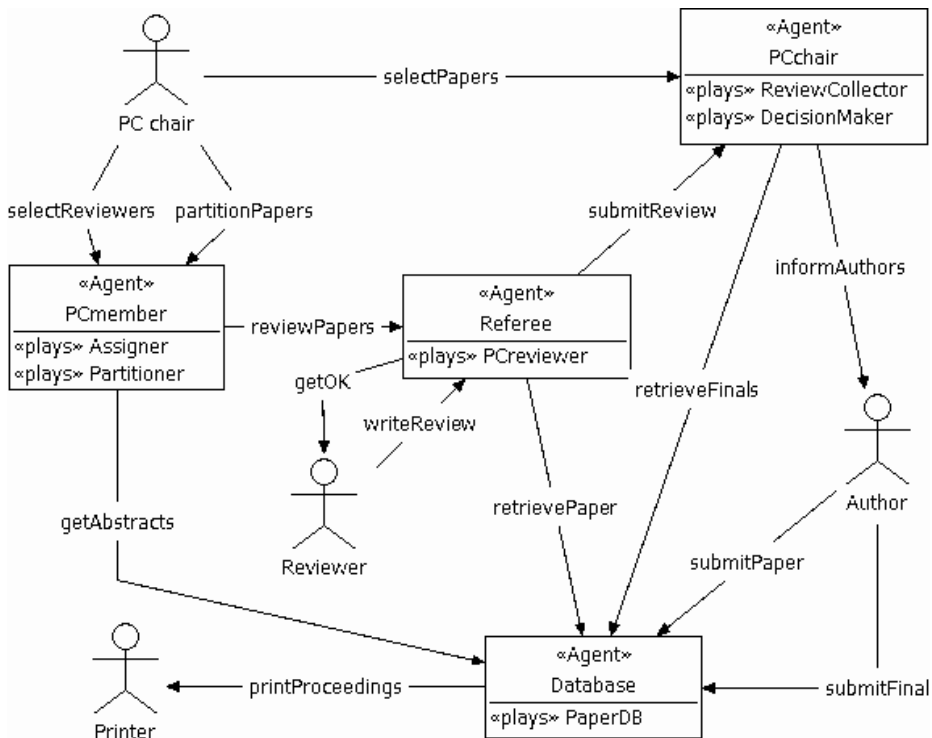 «Agent»
PCchair
selectPapers
«plays» ReviewCollector
«plays» DecisionMaker
PC chair
selectReviewers
partitionPapers
submitReview
informAuthors
«Agent»
PCmember
«plays» Assigner
«plays» Partitioner
reviewPapers
«Agent»
Referee
«plays» PCreviewer
getOK
writeReview
retrieveFinals
Reviewer
retrievePaper
Author
getAbstracts
submitPaper
«Agent»
Database
«plays» PaperDB
printProceedings
submitFinal
Printer